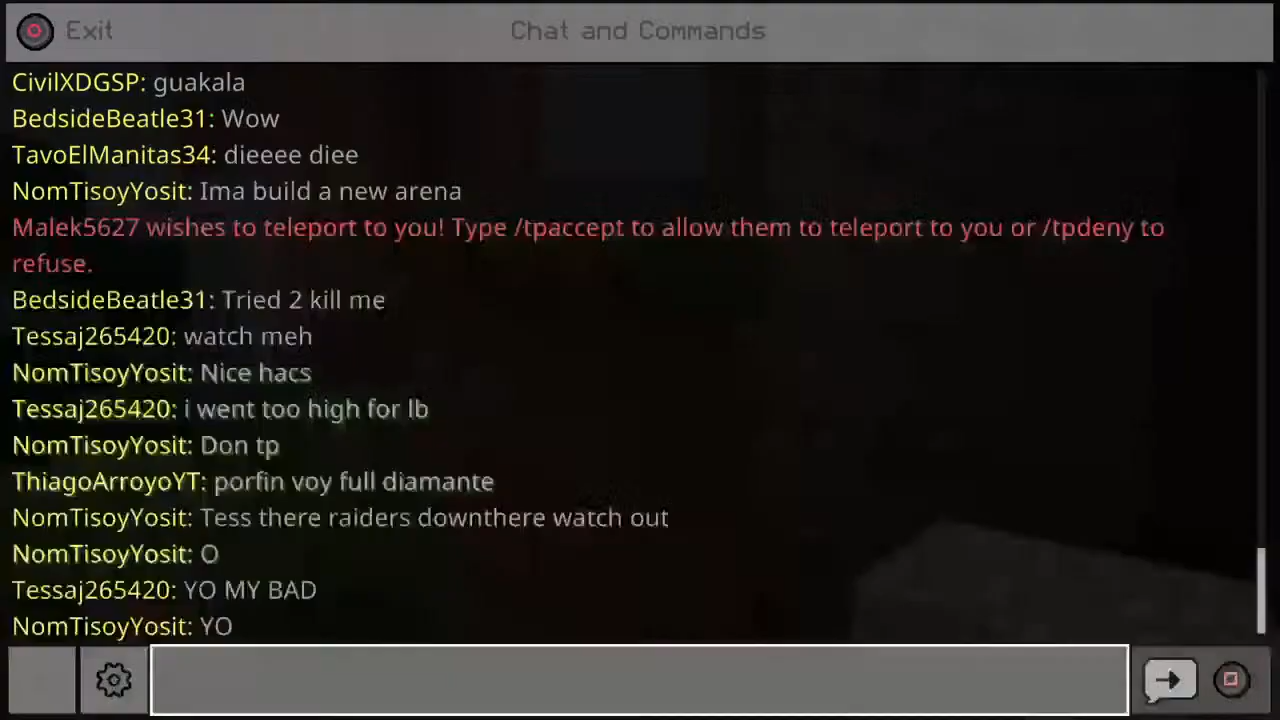 Exit
Chat and Commands
CivilXDGSP: guakala
BedsideBeatle31: Wow
TavoElManitas34: dieeee diee
NomTisoyYosit: Ima build a new arena
Malek5627 wishes to teleport to you! Type /tpaccept to allow them to teleport to you or /tpdeny to
refuse.
BedsideBeatle31: Tried 2 kill me
Tessaj265420: watch meh
NomTisoyYosit: Nice hacs
Tessaj265420: i went too high for lb
NomTisoyYosit: Don tp
ThiagoArroyoYT: porfin voy full diamante
NomTisoyYosit: Tess there raiders downthere watch out
NomTisoyYosit: O
Tessaj265420: YO MY BAD
NomTisoyYosit: YO